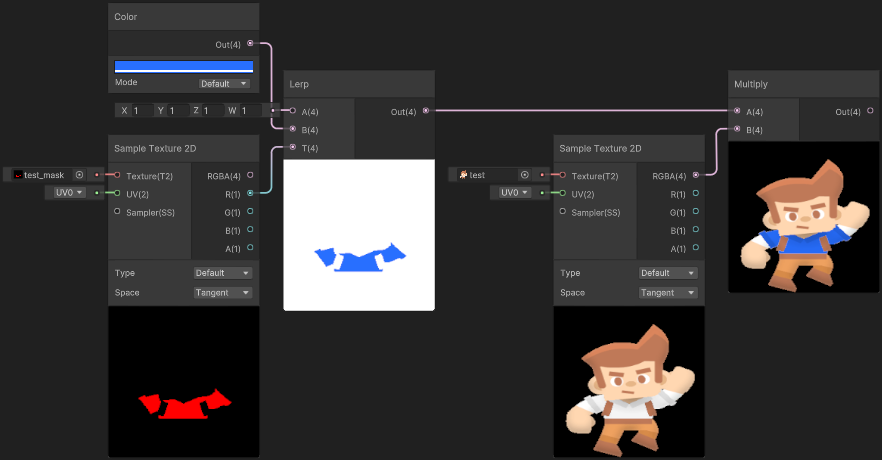 Color
Out(4)
Mode
Default
X 1 Y 1 Z 1 W 1
Lerp
A(4)
Out(4)
B(4)
T(4)
Sample Texture 2D
test_mask
Texture(T2)
RGBA(4)
UV0
UV(2)
R(1)
Sampler(SS)
G(1)
B(1)
A(1)
Type
Default
Space
Tangent
Sample Texture 2D
test
Texture(T2)
RGBA(4)
UV0
UV(2)
R(1)
Sampler(SS)
G(1)
B(1)
A(1)
Type
Default
Space
Tangent
Multiply
A(4)
Out(4)
B(4)